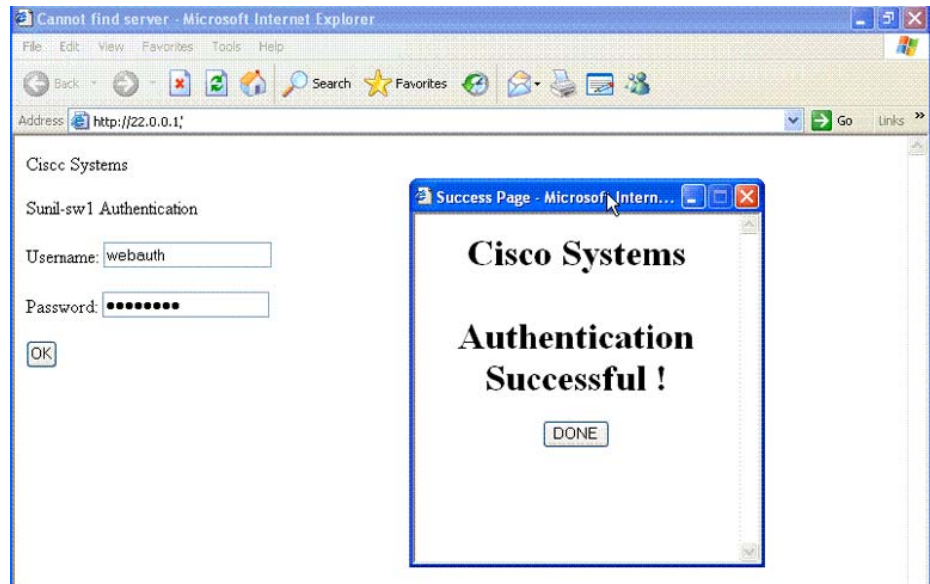 Cannot find server - Microsoft Internet Explorer
File Edit View Favorites Tools Help
Back Search Favorites
Address http://22.0.0.1; Go Links »
Ciscc Systems
Sunil-sw1 Authentication
Username: webauth
Password: ●●●●●●●●
OK
Success Page - Microsoft Intern...
Cisco Systems
Authentication
Successful !
DONE